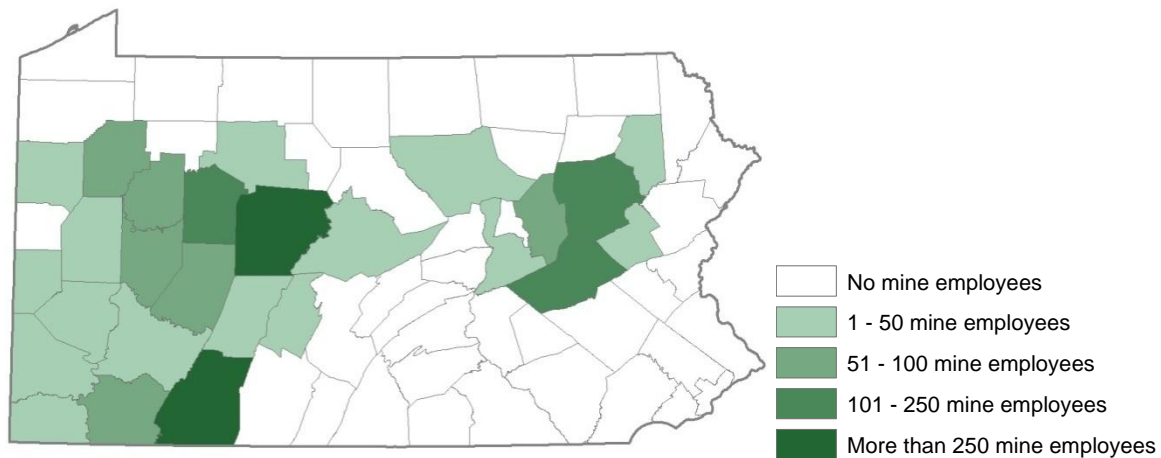 No mine employees
1 - 50 mine employees
51 - 100 mine employees
101 - 250 mine employees
More than 250 mine employees